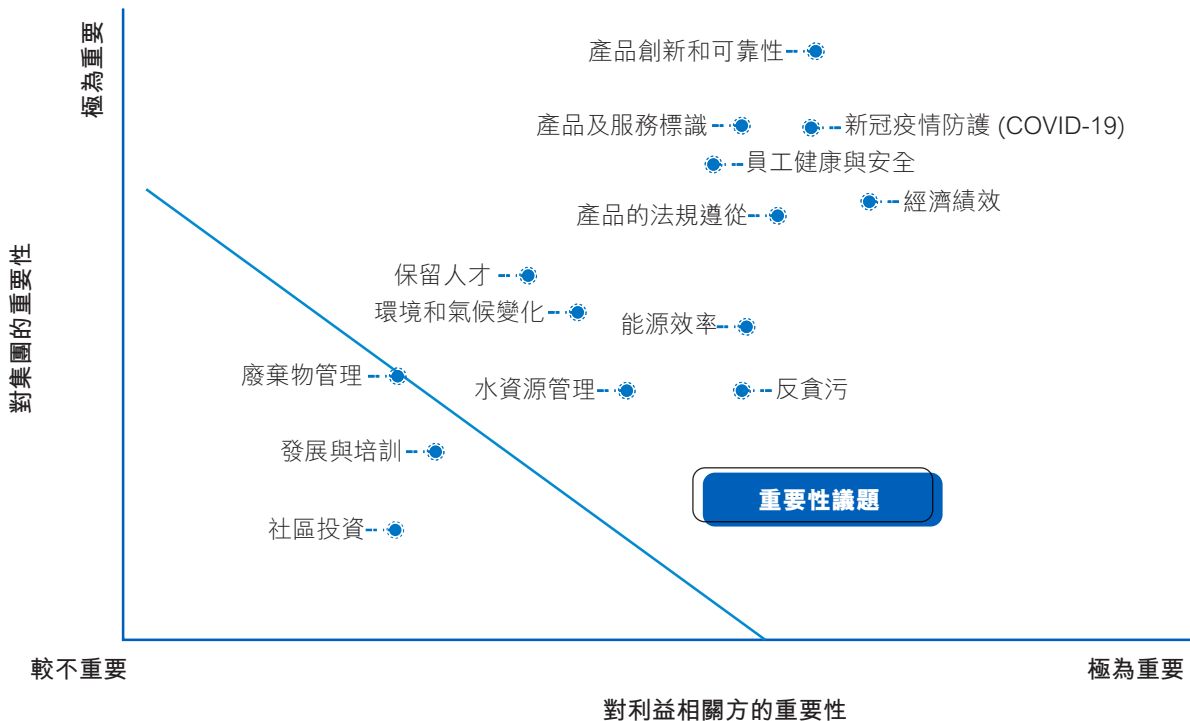 極為重要
產品創新和可靠性
產品及服務標識
新冠疫情防護 (COVID-19)
員工健康與安全
經濟績效
產品的法規遵從
對集團的重要性
保留人才
環境和氣候變化
能源效率
廢棄物管理
水資源管理
反貪污
發展與培訓
重要性議題
社區投資
較不重要
極為重要
對利益相關方的重要性